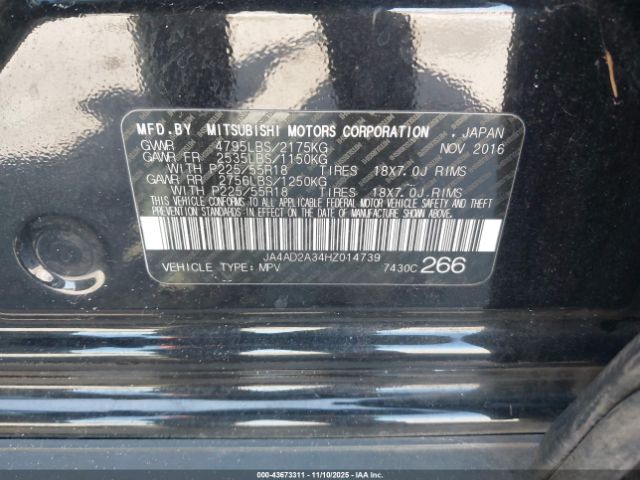 MFD.BY MITSUBISHI MOTORS CORPORATION , JAPAN
GVWR 4795LBS/2175KG NOV, 2016
GAWR FR 2535LBS/1150KG
WITH P225/55R18 TIRES 18X7.0J RIMS
GAWR RR 2756LBS/1250KG
WITH P225/55R18 TIRES 18X7.0J RIMS
THIS VEHICLE CONFORMS TO ALL APPLICABLE FEDERAL MOTOR VEHICLE SAFETY AND THEFT
PREVENTION STANDARDS IN EFFECT ON THE DATE OF MANUFACTURE SHOWN ABOVE.
JA4AD2A34HZ014739
VEHICLE TYPE: MPV 7430C 266
000-43673311 — 11/10/2025 — IAAI.COM